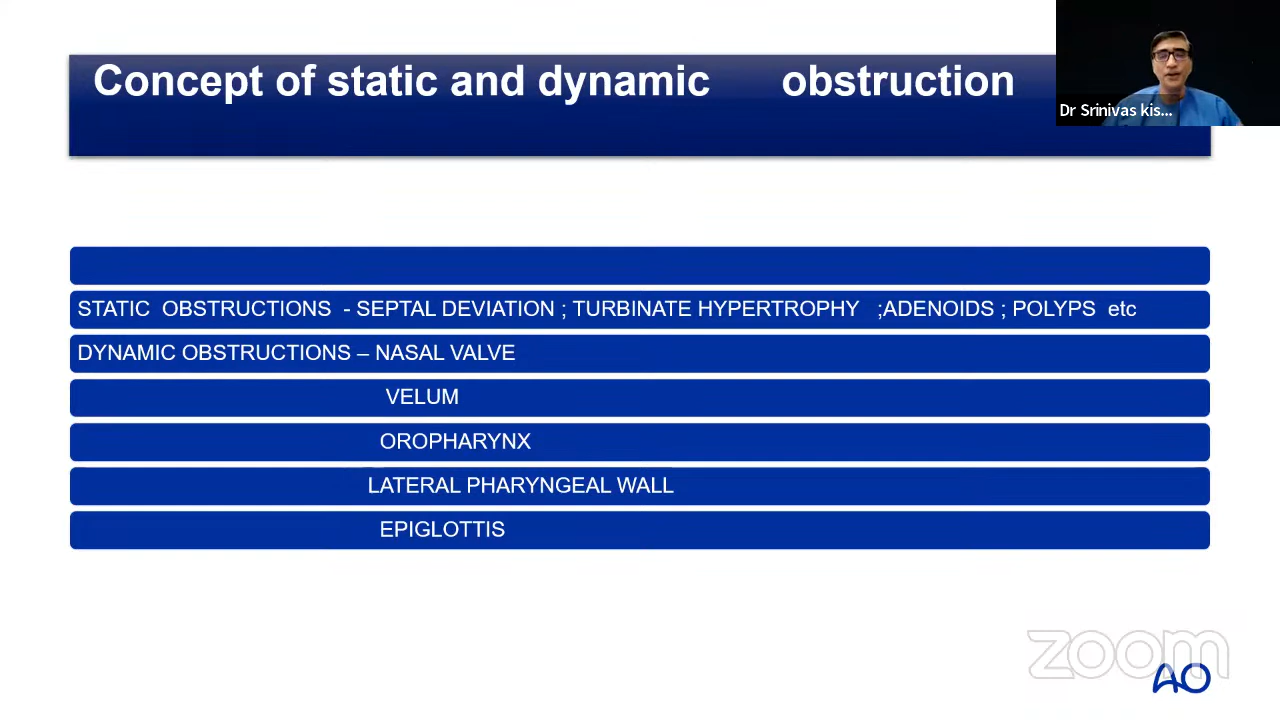 Concept of static and dynamic obstruction
Dr Srinivas kis...
STATIC OBSTRUCTIONS - SEPTAL DEVIATION ; TURBINATE HYPERTROPHY ;ADENOIDS ; POLYPS etc
DYNAMIC OBSTRUCTIONS – NASAL VALVE
VELUM
OROPHARYNX
LATERAL PHARYNGEAL WALL
EPIGLOTTIS
zoom
AO